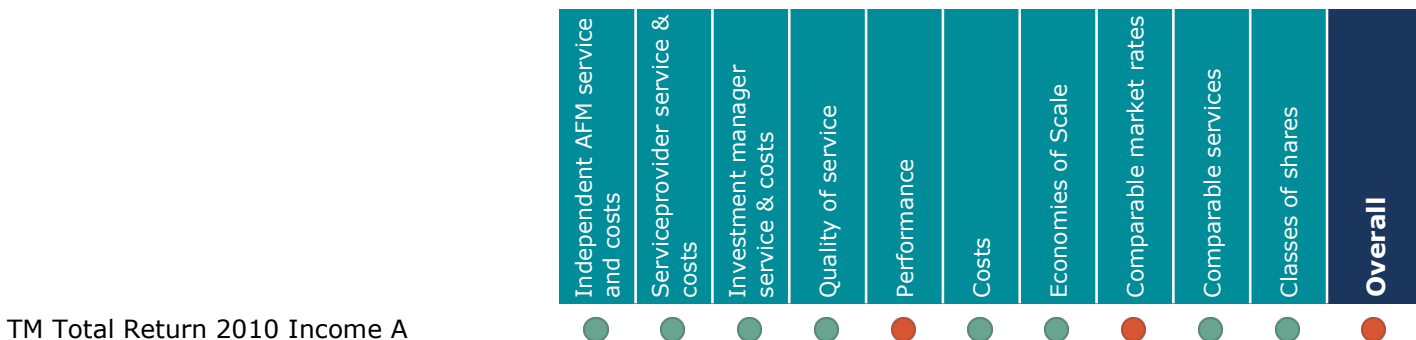 Independent AFM service
and costs
Serviceprovider service &
costs
Investment manager
service & costs
Quality of service
Performance
Costs
Economies of Scale
Comparable market rates
Comparable services
Classes of shares
Overall
TM Total Return 2010 Income A